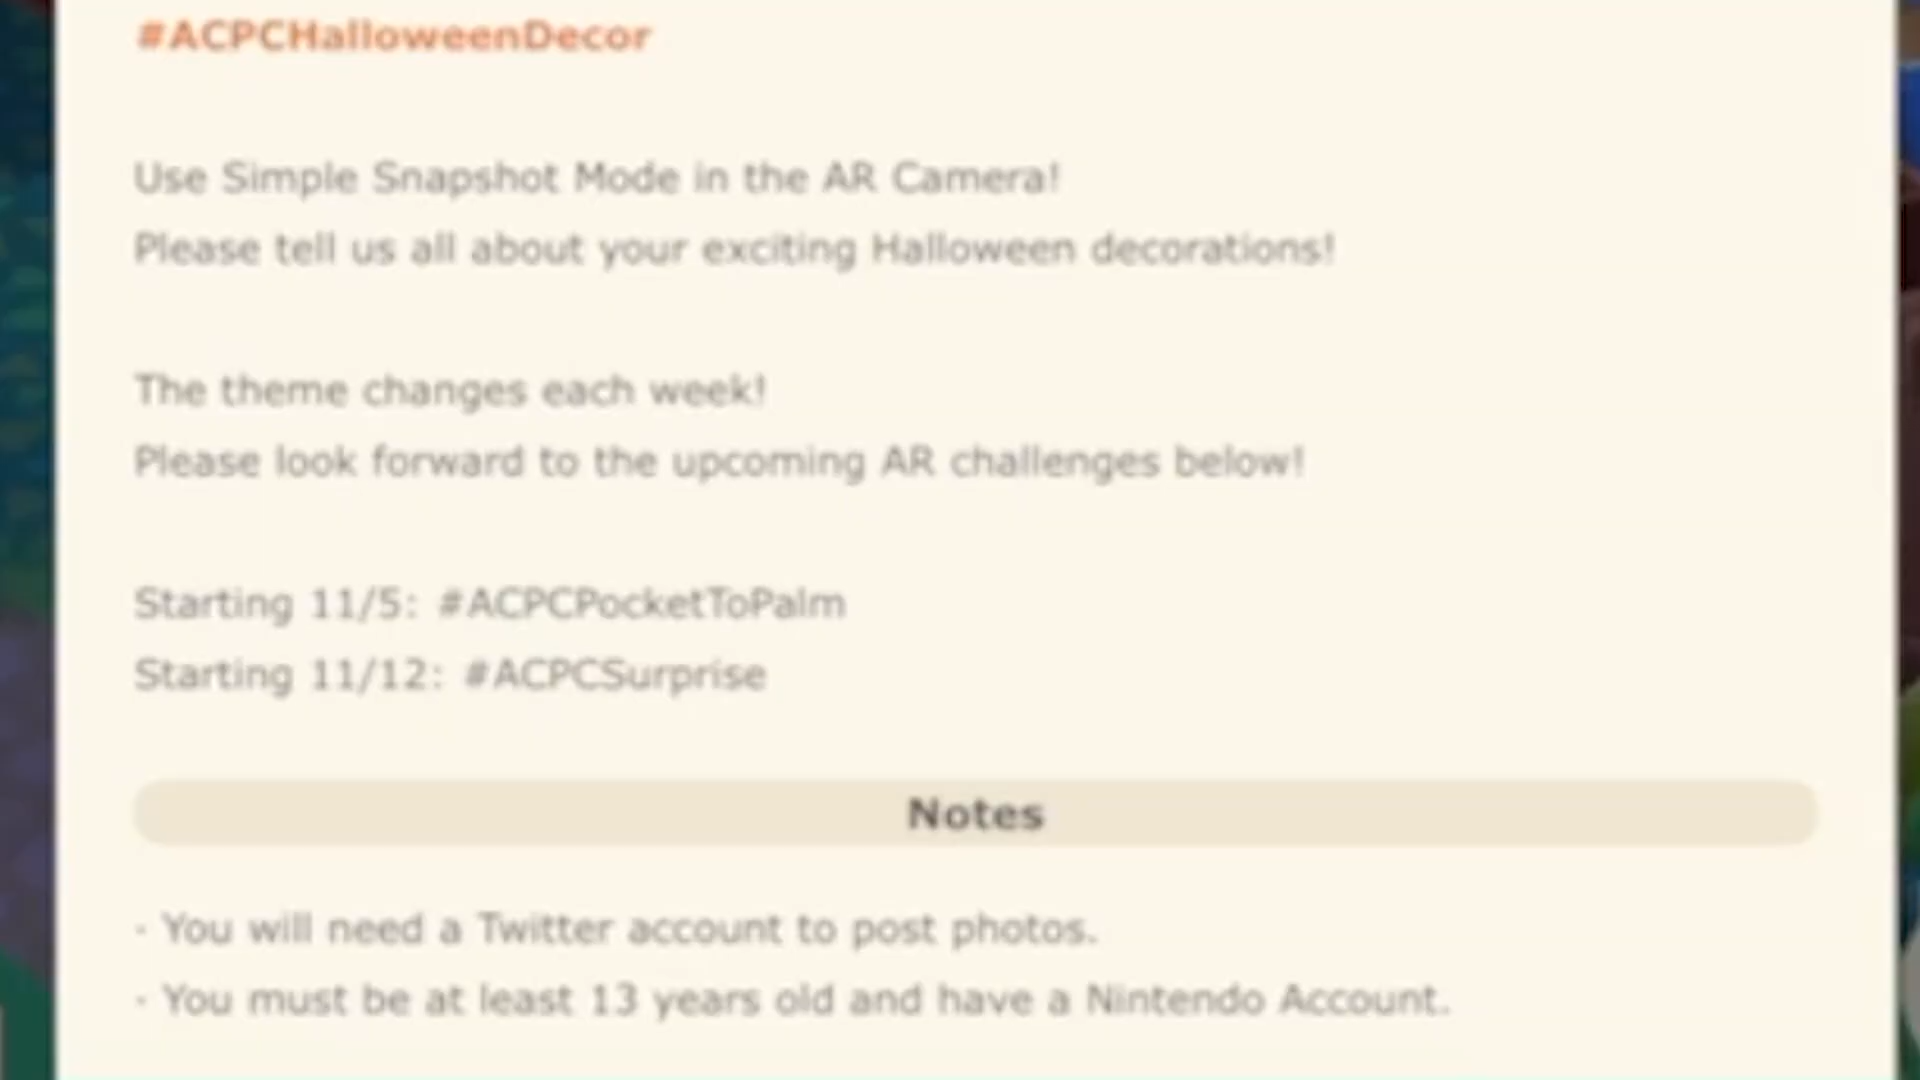 #ACPCHalloweenDecor
Use Simple Snapshot Mode in the AR Camera!
Please tell us all about your exciting Halloween decorations!
The theme changes each week!
Please look forward to the upcoming AR challenges below!
Starting 11/5: #ACPCPocketToPalm
Starting 11/12: #ACPCSurprise
Notes
· You will need a Twitter account to post photos.
· You must be at least 13 years old and have a Nintendo Account.